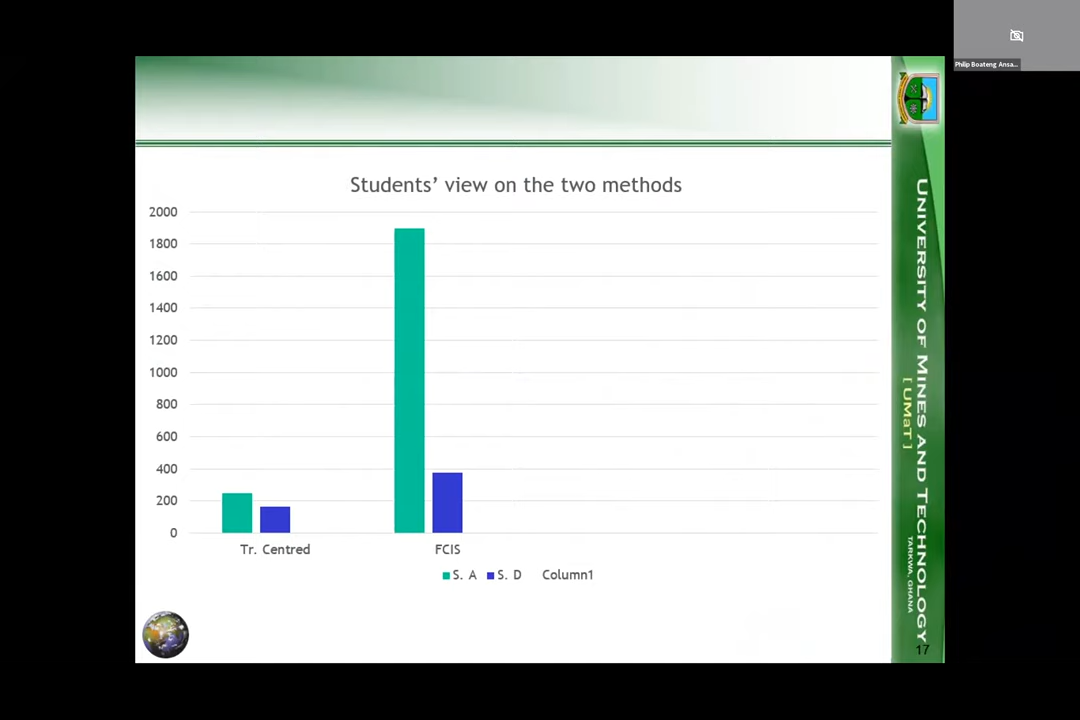 Philip Boateng Ansa...
Students' view on the two methods
2000
1800
1600
1400
1200
1000
800
600
400
200
0
Tr. Centred
FCIS
S. A
S. D
Column1
UNIVERSITY OF MINES AND TECHNOLOGY
[ UMaT ]
TARKWA, GHANA
17